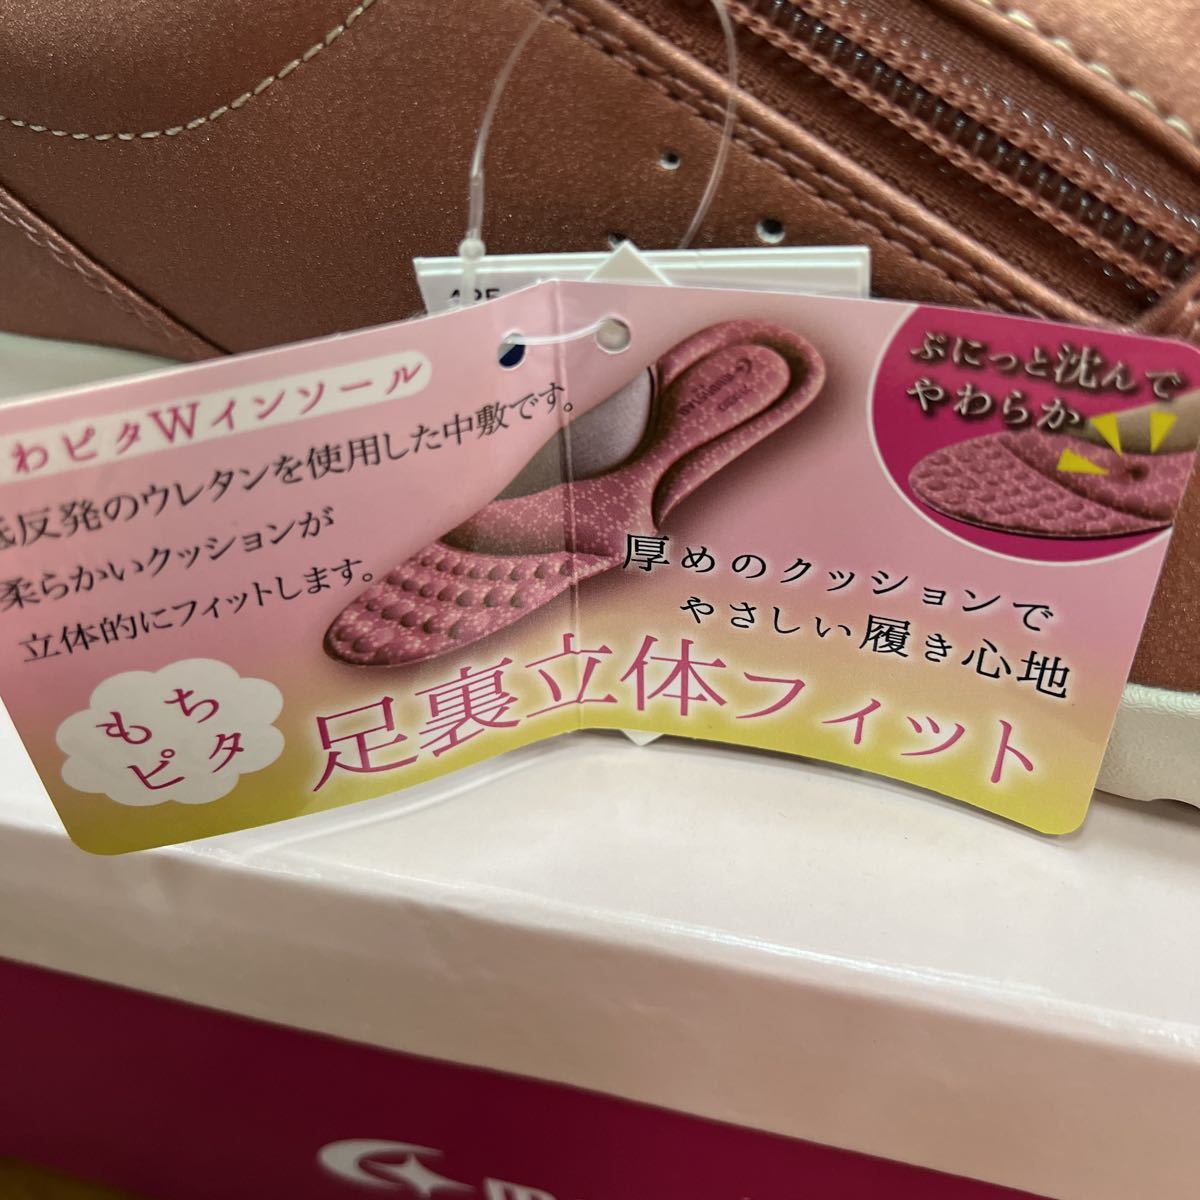 わピタWインソール
反発のウレタンを使用した中敷です。
柔らかいクッションが
立体的にフィットします。
もち
ピタ
足裏立体フィット
厚めのクッションで
やさしい履き心地
ぷにっと沈んで
やわらか